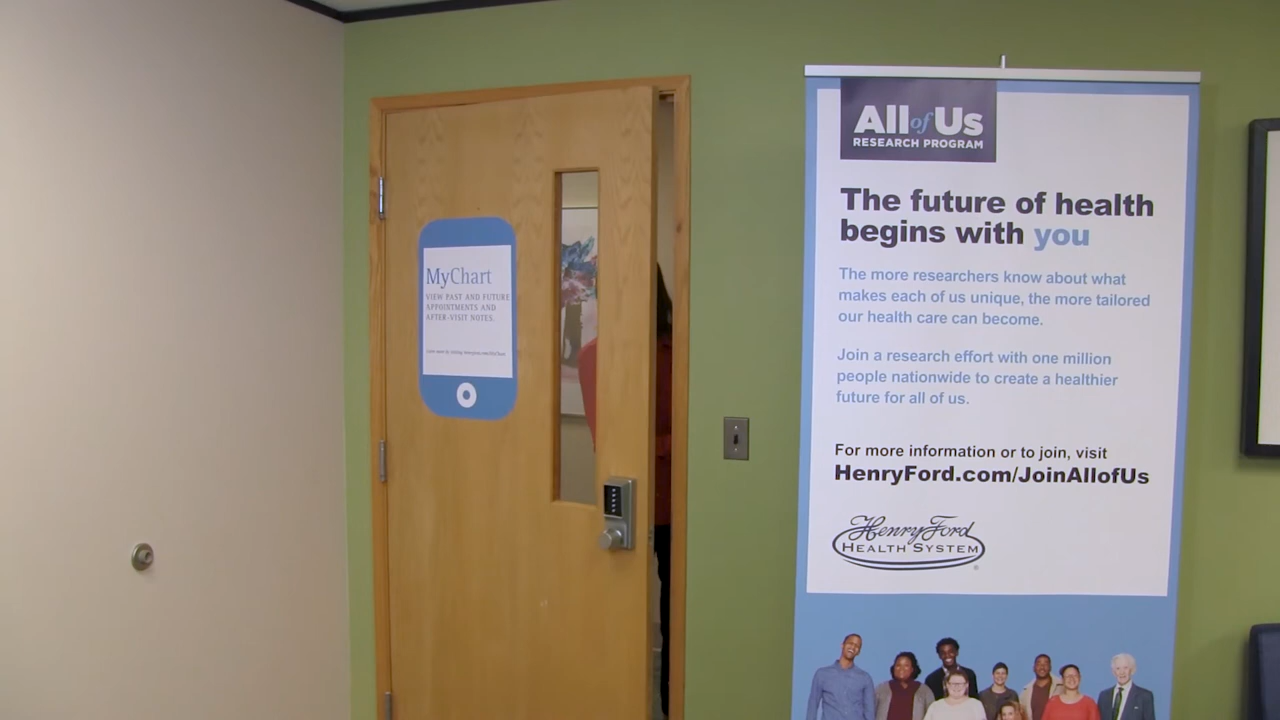 MyChart
VIEW PAST AND FUTURE
APPOINTMENTS AND
AFTER-VISIT NOTES.
All of Us
RESEARCH PROGRAM
The future of health
begins with you
The more researchers know about what
makes each of us unique, the more tailored
our health care can become.
Join a research effort with one million
people nationwide to create a healthier
future for all of us.
For more information or to join, visit
HenryFord.com/JoinAllofUs
Henry Ford
HEALTH SYSTEM
®